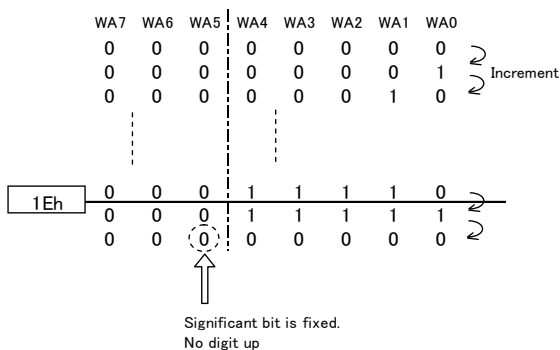 WA7 WA6 WA5 WA4 WA3 WA2 WA1 WA0
0 0 0 0 0 0 0 0
0 0 0 0 0 0 0 1 Increment
0 0 0 0 0 0 1 0
1Eh 0 0 0 1 1 1 1 0
0 0 0 1 1 1 1 1
0 0 0 0 0 0 0 0
Significant bit is fixed.
No digit up